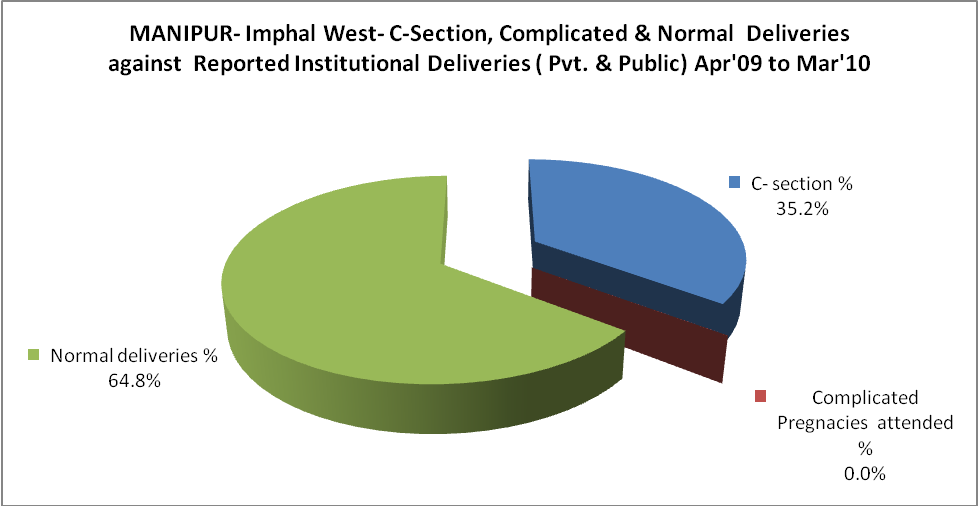 MANIPUR- Imphal West- C-Section, Complicated & Normal Deliveries
against Reported Institutional Deliveries ( Pvt. & Public) Apr'09 to Mar'10
C- section %
35.2%
Normal deliveries %
64.8%
Complicated
Pregnacies attended
%
0.0%